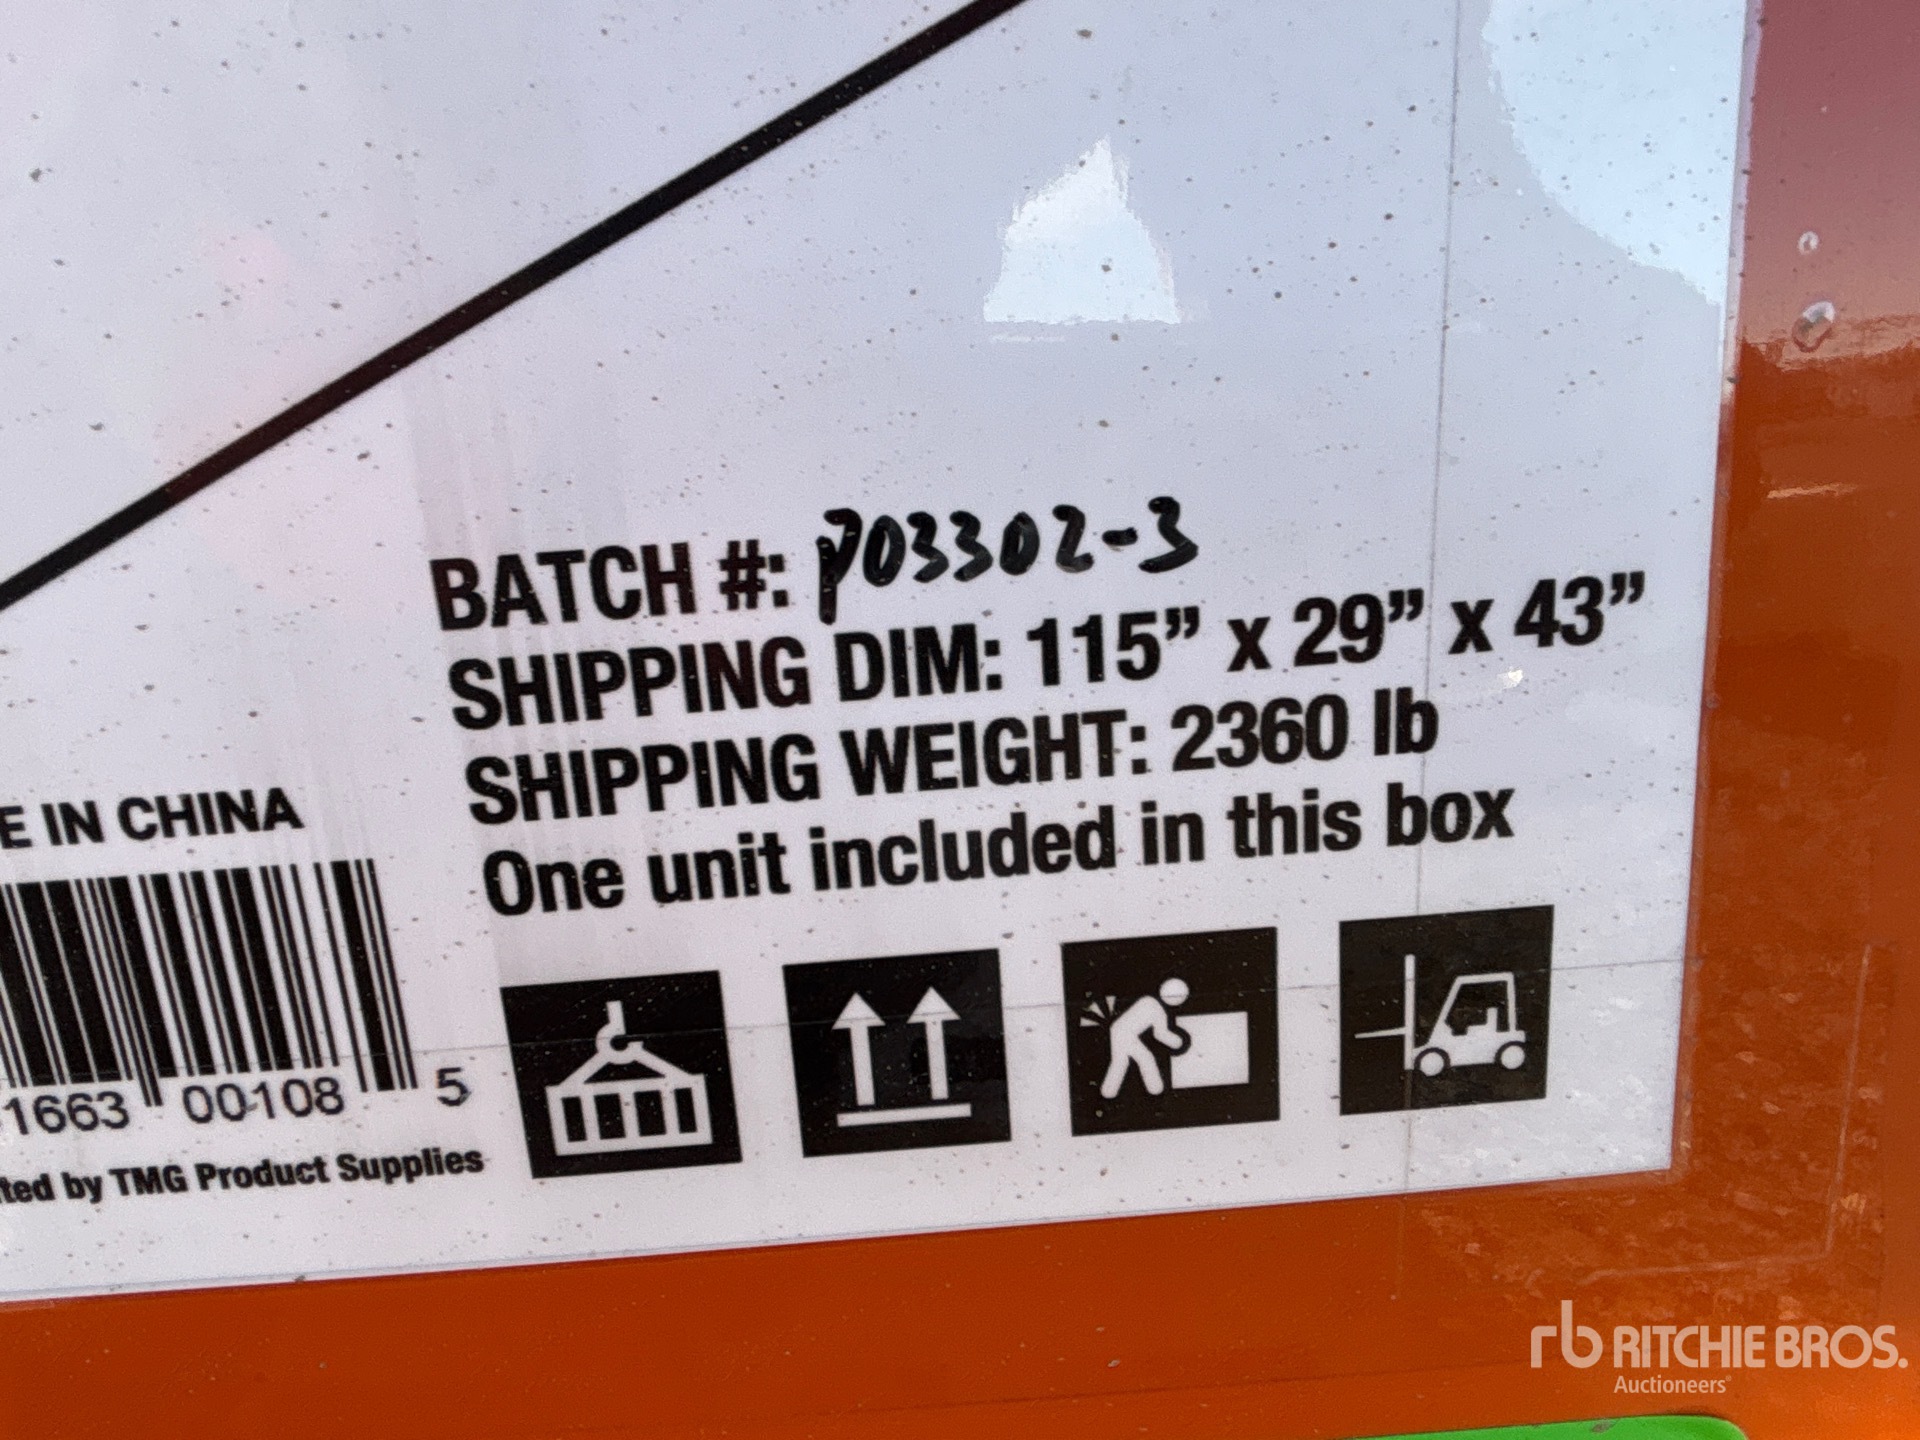 BATCH #: P03302-3
SHIPPING DIM: 115” x 29” x 43”
SHIPPING WEIGHT: 2360 lb
One unit included in this box
E IN CHINA
1663 00108 5
ted by TMG Product Supplies
rb RITCHIE BROS.
Auctioneers